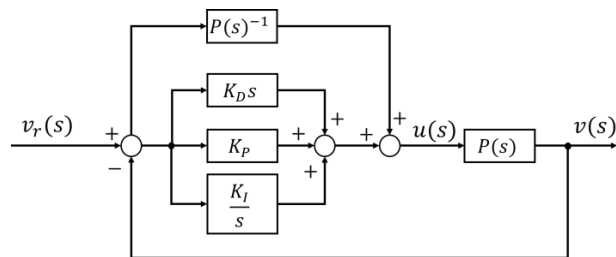 P(s)⁻¹
K_D s
+
+
v_r(s)
+
+
+
u(s)
v(s)
K_P
P(s)
−
+
K_I
s